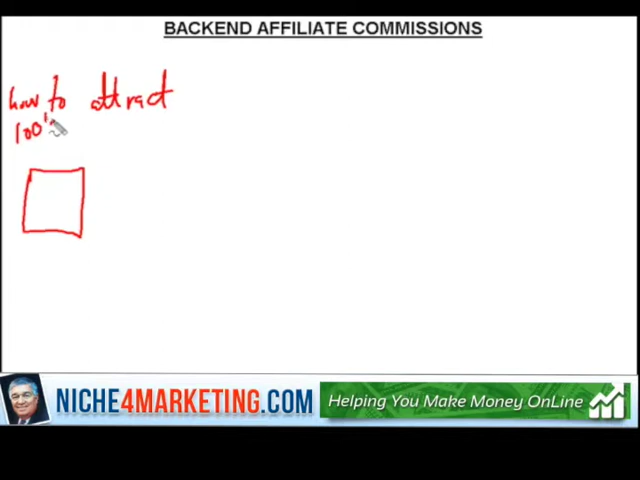 BACKEND AFFILIATE COMMISSIONS
how to attract
100'
NICHE4MARKETING.COM
Helping You Make Money OnLine